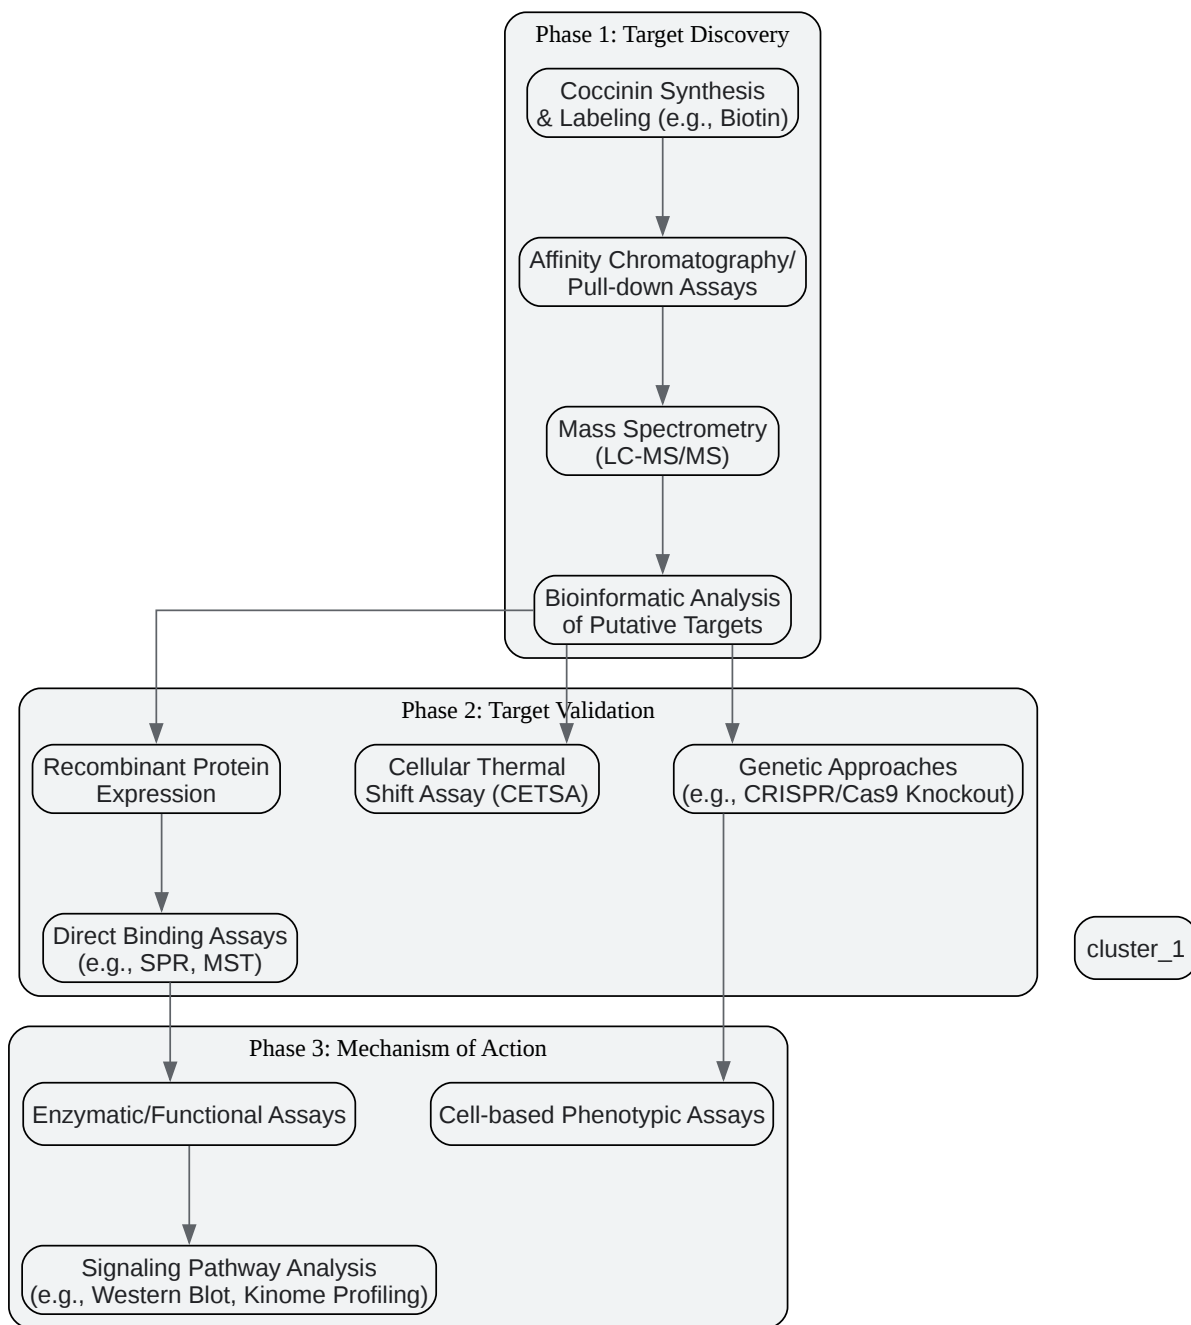 Phase 1: Target Discovery
Coccinin Synthesis
& Labeling (e.g., Biotin)
Affinity Chromatography/
Pull-down Assays
Mass Spectrometry
(LC-MS/MS)
Bioinformatic Analysis
of Putative Targets
Phase 2: Target Validation
Recombinant Protein
Expression
Cellular Thermal
Shift Assay (CETSA)
Genetic Approaches
(e.g., CRISPR/Cas9 Knockout)
Direct Binding Assays
(e.g., SPR, MST)
cluster_1
Phase 3: Mechanism of Action
Enzymatic/Functional Assays
Cell-based Phenotypic Assays
Signaling Pathway Analysis
(e.g., Western Blot, Kinome Profiling)